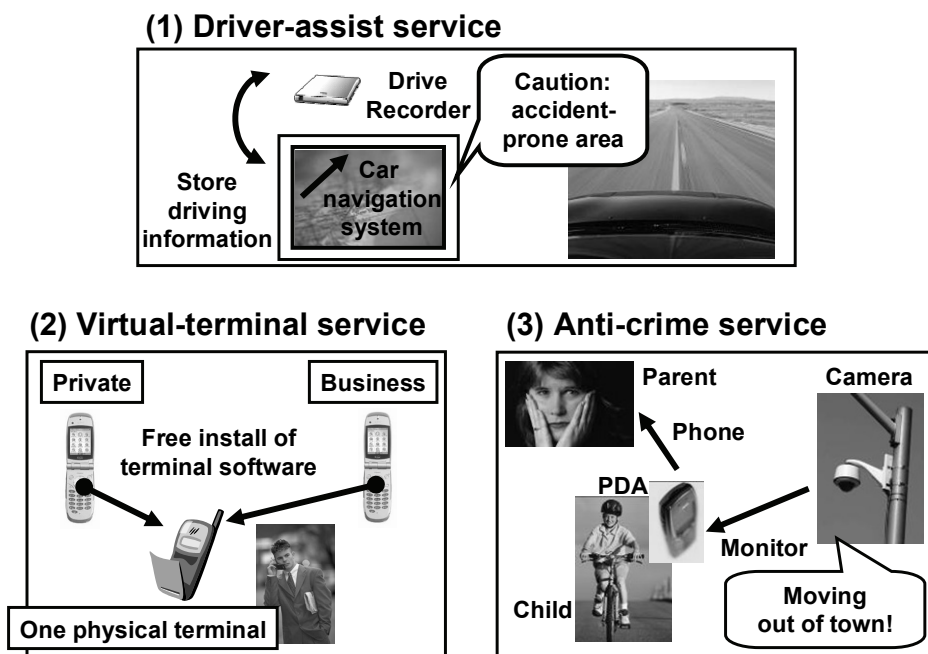 (1) Driver-assist service
Drive
Recorder
Caution:
accident-
prone area
Store
driving
information
Car
navigation
system
(2) Virtual-terminal service
Private
Business
Free install of
terminal software
One physical terminal
(3) Anti-crime service
Parent
Camera
Phone
PDA
Monitor
Child
Moving
out of town!